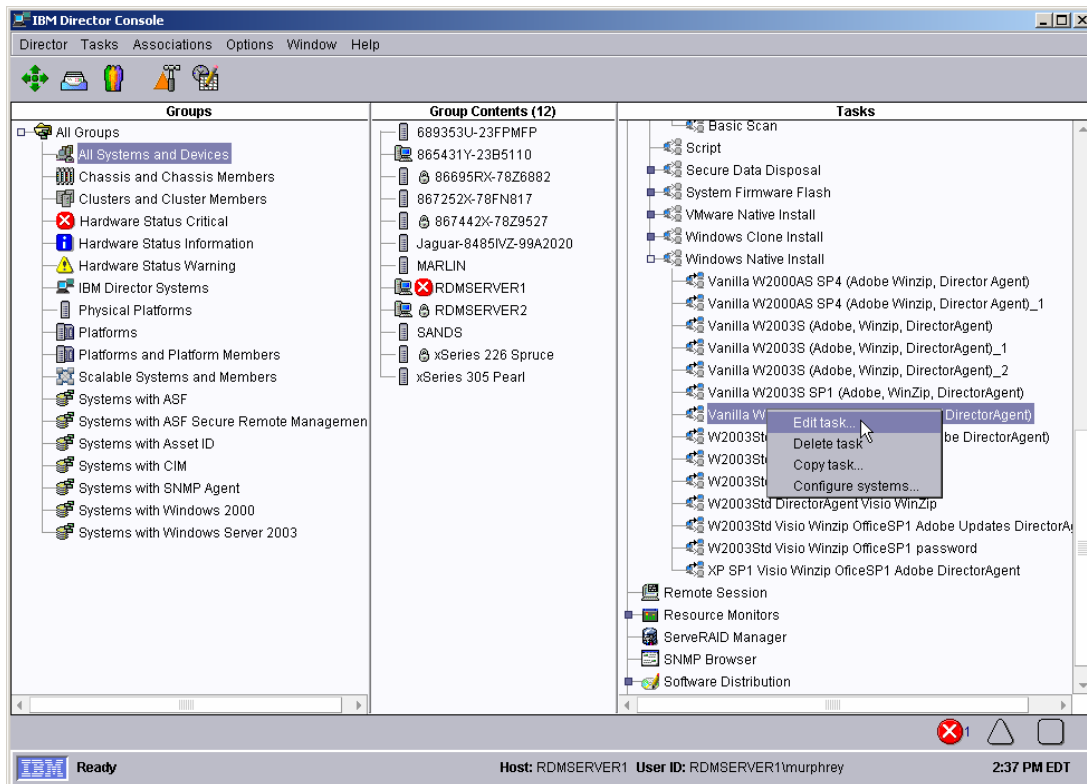 IBM Director Console
Director Tasks Associations Options Window Help
Groups
All Groups
All Systems and Devices
Chassis and Chassis Members
Clusters and Cluster Members
Hardware Status Critical
Hardware Status Information
Hardware Status Warning
IBM Director Systems
Physical Platforms
Platforms
Platforms and Platform Members
Scalable Systems and Members
Systems with ASF
Systems with ASF Secure Remote Managemen
Systems with Asset ID
Systems with CIM
Systems with SNMP Agent
Systems with Windows 2000
Systems with Windows Server 2003
Group Contents (12)
689353U-23FPMFP
865431Y-23B5110
86695RX-78Z6882
867252X-78FN817
867442X-78Z9527
Jaguar-8485IVZ-99A2020
MARLIN
RDMSERVER1
RDMSERVER2
SANDS
xSeries 226 Spruce
xSeries 305 Pearl
Tasks
Basic Scan
Script
Secure Data Disposal
System Firmware Flash
VMware Native Install
Windows Clone Install
Windows Native Install
Vanilla W2000AS SP4 (Adobe Winzip, Director Agent)
Vanilla W2000AS SP4 (Adobe Winzip, Director Agent)_1
Vanilla W2003S (Adobe, Winzip, DirectorAgent)
Vanilla W2003S (Adobe, Winzip, DirectorAgent)_1
Vanilla W2003S (Adobe, Winzip, DirectorAgent)_2
Vanilla W2003S SP1 (Adobe, WinZip, DirectorAgent)
Vanilla W DirectorAgent)
W2003Std be DirectorAgent)
W2003Std
W2003Std
W2003Std DirectorAgent Visio WinZip
W2003Std Visio Winzip OfficeSP1 Adobe Updates DirectorAg
W2003Std Visio Winzip OfficeSP1 password
XP SP1 Visio Winzip OficeSP1 Adobe DirectorAgent
Edit task...
Delete task
Copy task...
Configure systems...
Remote Session
Resource Monitors
ServeRAID Manager
SNMP Browser
Software Distribution
1
IBM Ready
Host: RDMSERVER1 User ID: RDMSERVER1\murphrey
2:37 PM EDT